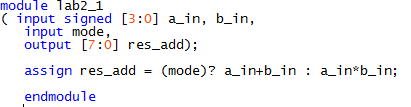 module lab2_1
( input signed [3:0] a_in, b_in,
input mode,
output [7:0] res_add);
assign res_add = (mode)? a_in+b_in : a_in*b_in;
endmodule